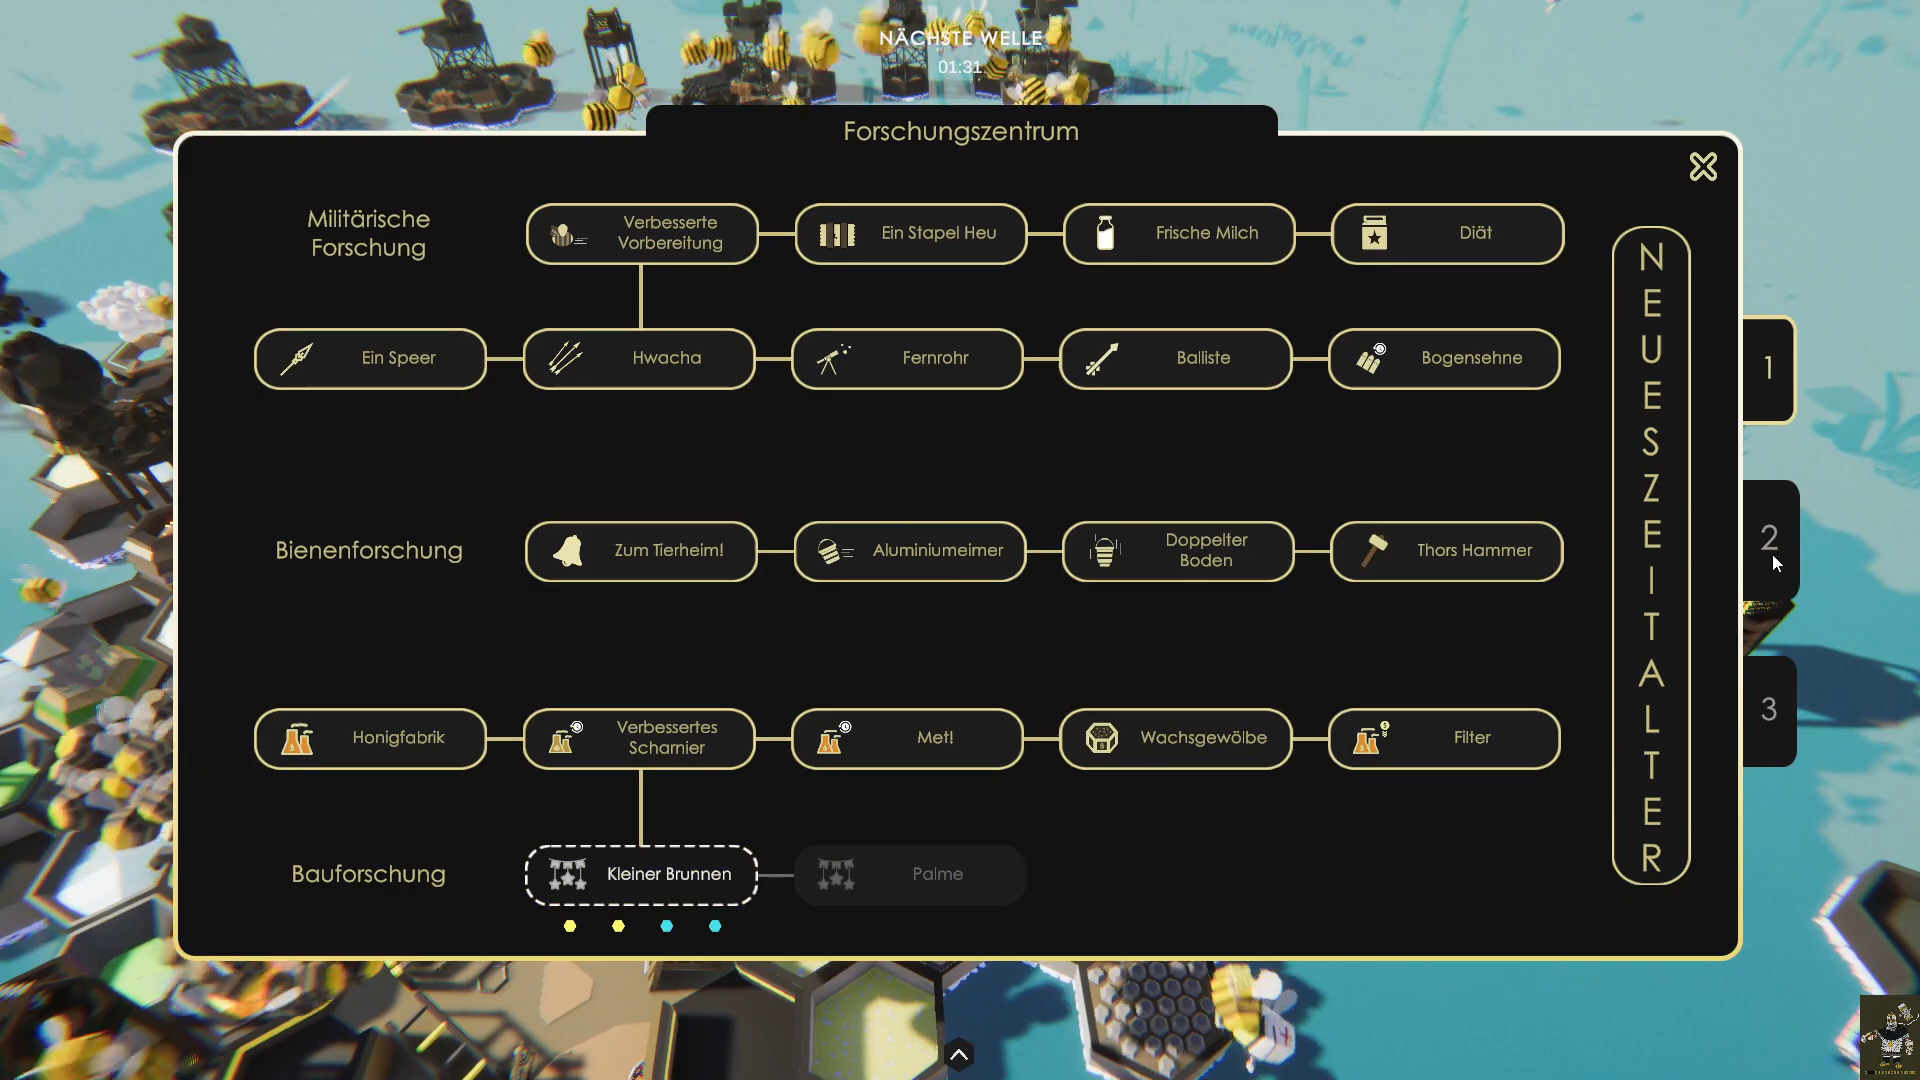 NÄCHSTE WELLE
01:31
Forschungszentrum
Militärische
Forschung
Verbesserte
Vorbereitung
Ein Stapel Heu
Frische Milch
Diät
Ein Speer
Hwacha
Fernrohr
Balliste
Bogensehne
Bienenforschung
Zum Tierheim!
Aluminiumeimer
Doppelter
Boden
Thors Hammer
Honigfabrik
Verbessertes
Scharnier
Met!
Wachsgewölbe
Filter
Bauforschung
Kleiner Brunnen
Palme
NEUES ZEITALTER
1
2
3